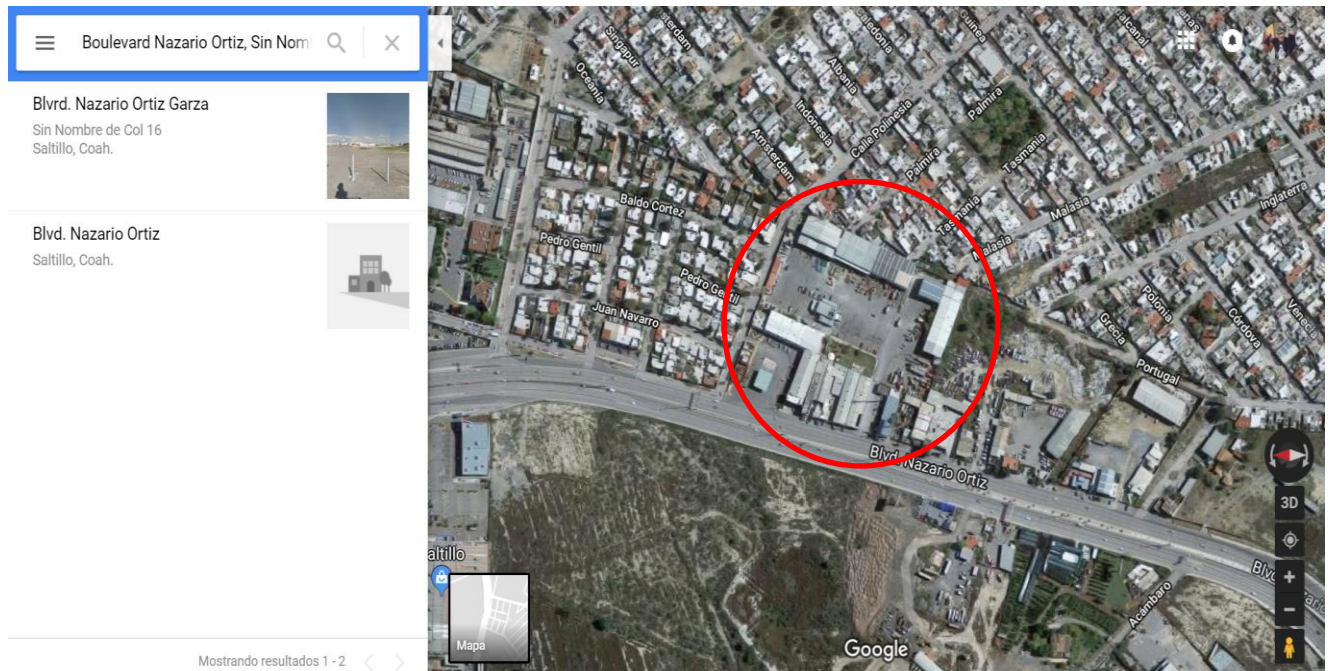 Boulevard Nazario Ortiz, Sin Nom
Blvrd. Nazario Ortiz Garza
Sin Nombre de Col 16
Saltillo, Coah.
Blvd. Nazario Ortiz
Saltillo, Coah.
Mostrando resultados 1 - 2
Singapur
Oceanía
Albania
Indonesia
Calle Polinesia
Amsterdam
Palmira
Palmira
Tasmania
Tasmania
Malasia
Malasia
Inglaterra
Baldo Cortez
Pedro Gentil
Pedro Gentil
Juan Navarro
Grecia
Polonia
Córdova
Venecia
Portugal
Blvd. Nazario Ortiz
Acámbaro
altillo
Mapa
Google
3D